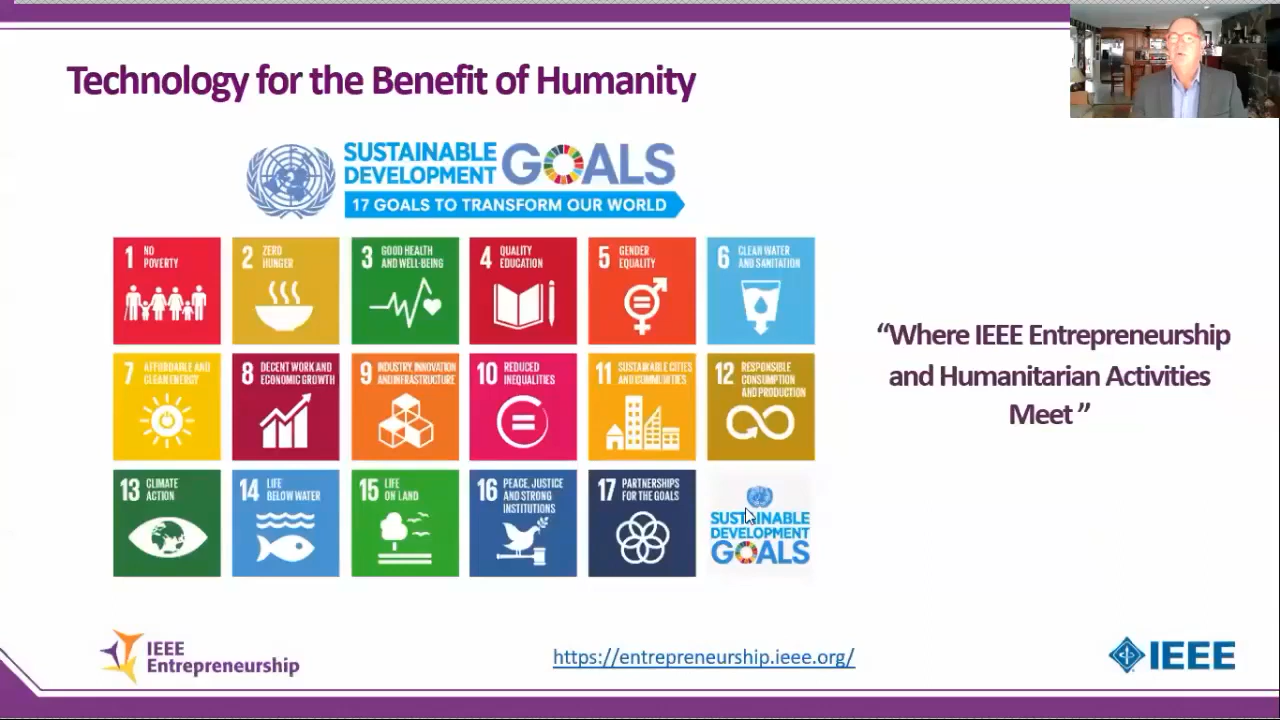 Technology for the Benefit of Humanity
SUSTAINABLE
DEVELOPMENT
GOALS
17 GOALS TO TRANSFORM OUR WORLD
1 NO
POVERTY
2 ZERO
HUNGER
3 GOOD HEALTH
AND WELL-BEING
4 QUALITY
EDUCATION
5 GENDER
EQUALITY
6 CLEAN WATER
AND SANITATION
7 AFFORDABLE AND
CLEAN ENERGY
8 DECENT WORK AND
ECONOMIC GROWTH
9 INDUSTRY, INNOVATION
AND INFRASTRUCTURE
10 REDUCED
INEQUALITIES
11 SUSTAINABLE CITIES
AND COMMUNITIES
12 RESPONSIBLE
CONSUMPTION
AND PRODUCTION
13 CLIMATE
ACTION
14 LIFE
BELOW WATER
15 LIFE
ON LAND
16 PEACE, JUSTICE
AND STRONG
INSTITUTIONS
17 PARTNERSHIPS
FOR THE GOALS
SUSTAINABLE
DEVELOPMENT
GOALS
“Where IEEE Entrepreneurship
and Humanitarian Activities
Meet ”
IEEE
Entrepreneurship
https://entrepreneurship.ieee.org/
IEEE